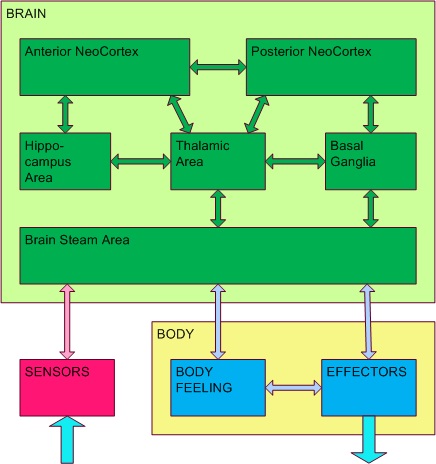 BRAIN
Anterior NeoCortex
Posterior NeoCortex
Hippo-
campus
Area
Thalamic
Area
Basal
Ganglia
Brain Steam Area
BODY
SENSORS
BODY
FEELING
EFFECTORS